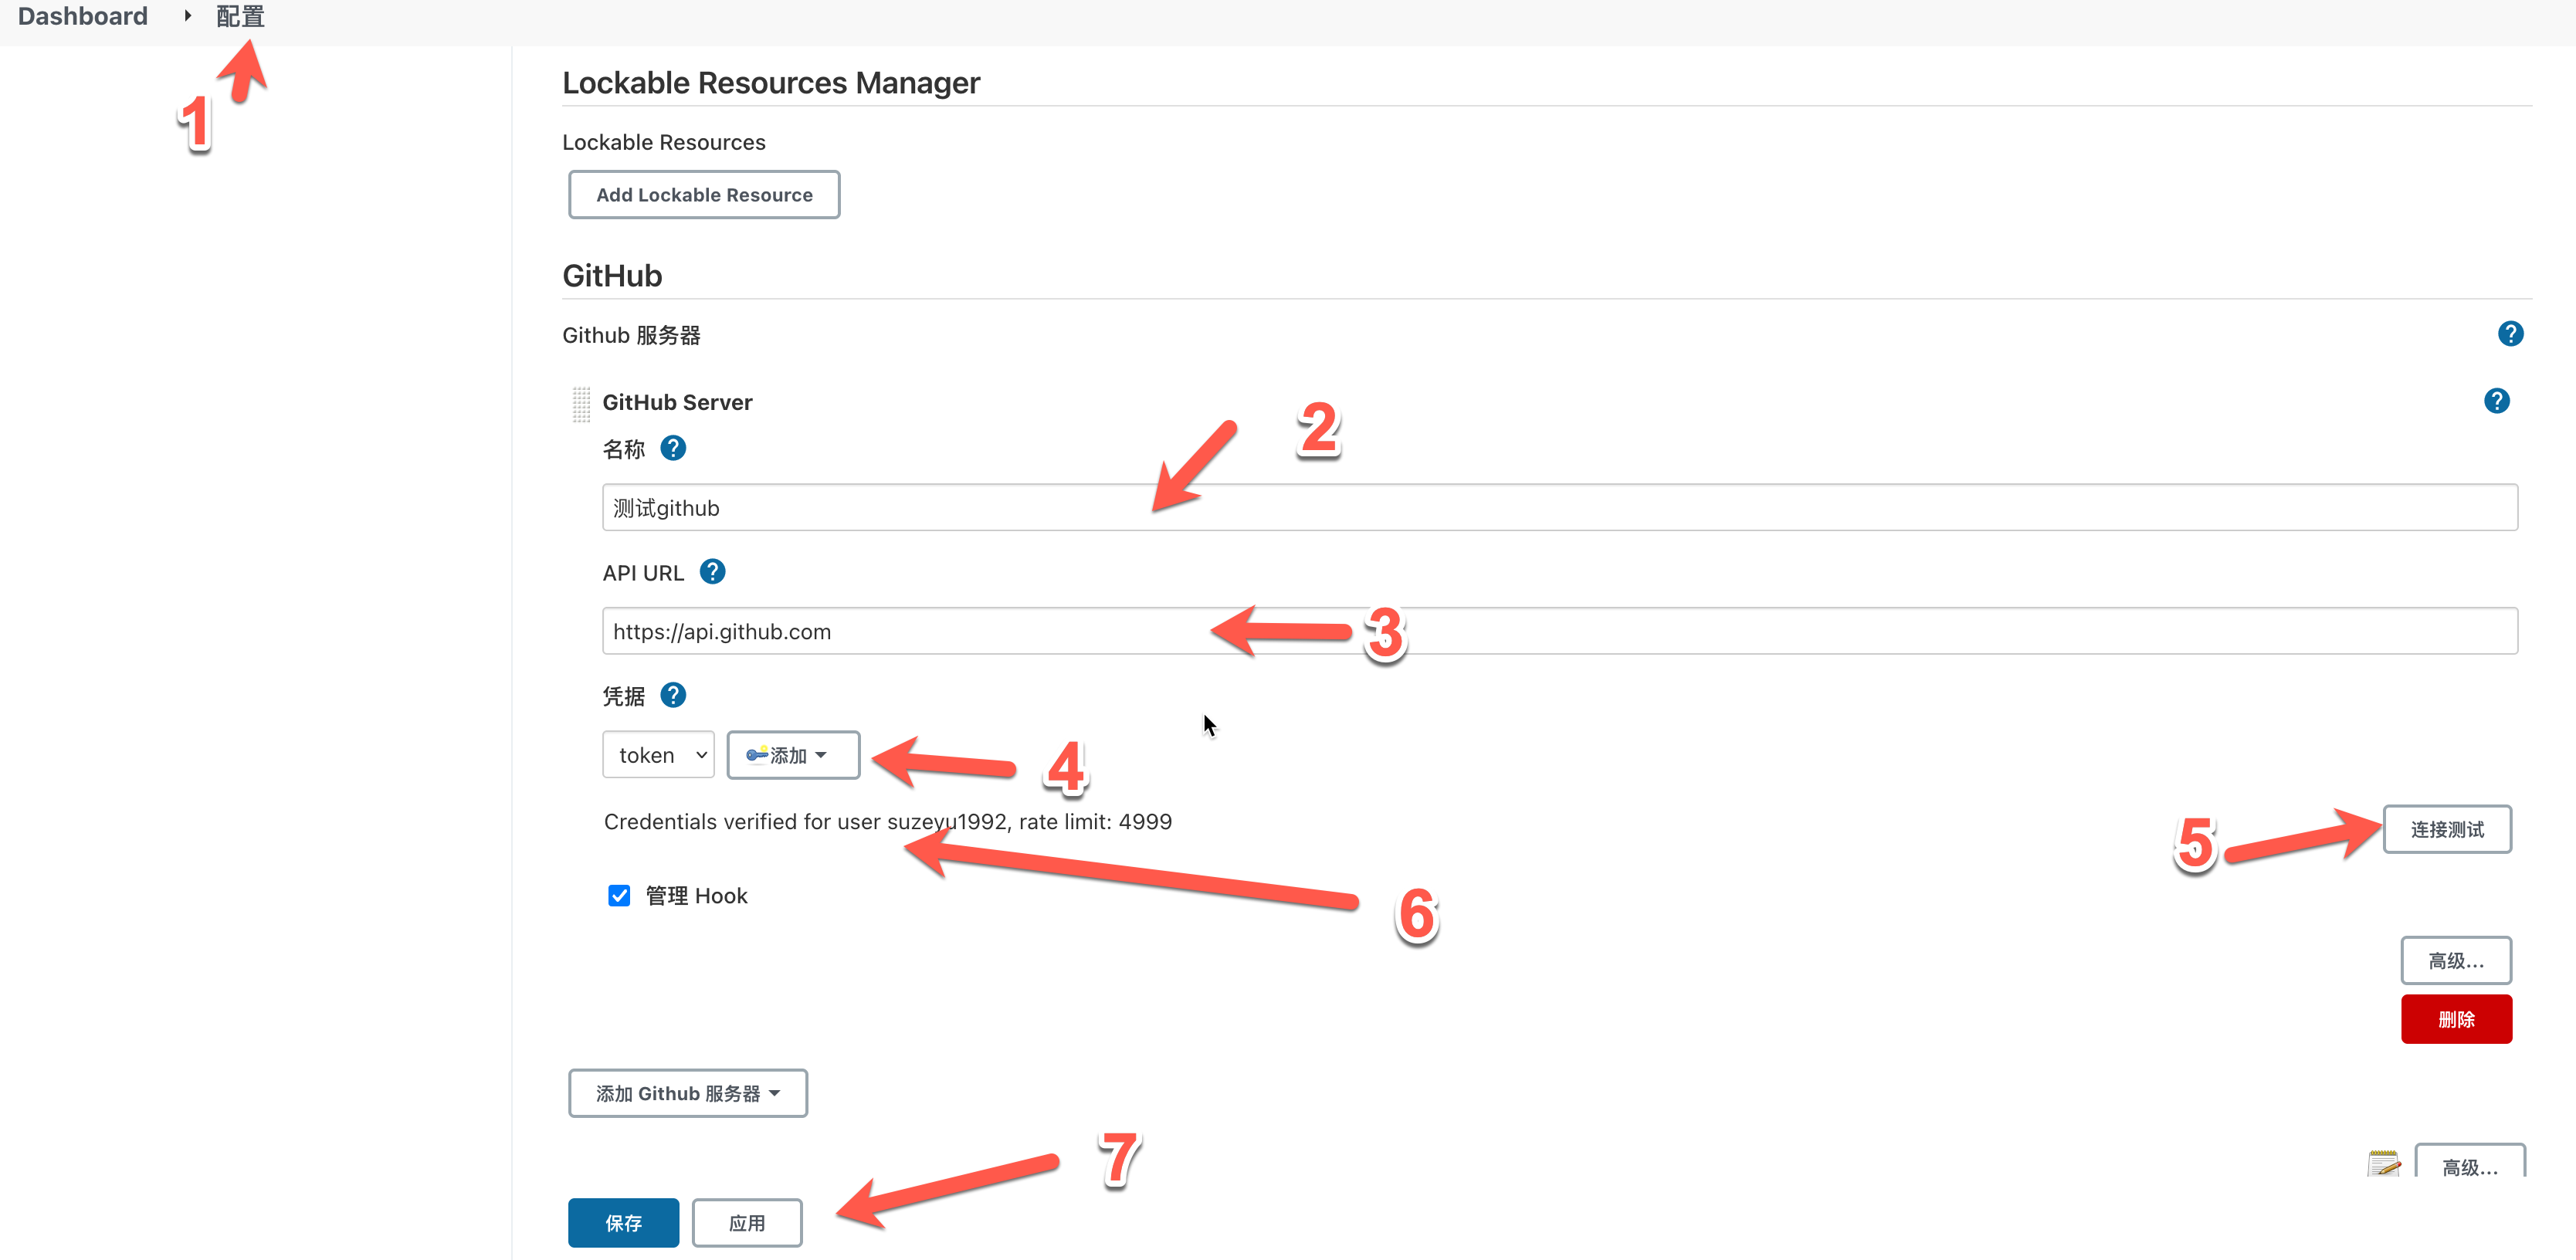 Dashboard 配置
1
Lockable Resources Manager
Lockable Resources
Add Lockable Resource
GitHub
Github 服务器
?
GitHub Server
?
2
名称 ?
测试github
API URL ?
https://api.github.com
3
凭据 ?
token 添加
4
Credentials verified for user suzeyu1992, rate limit: 4999
5
连接测试
管理 Hook
6
高级...
删除
添加 Github 服务器
7
高级...
保存 应用